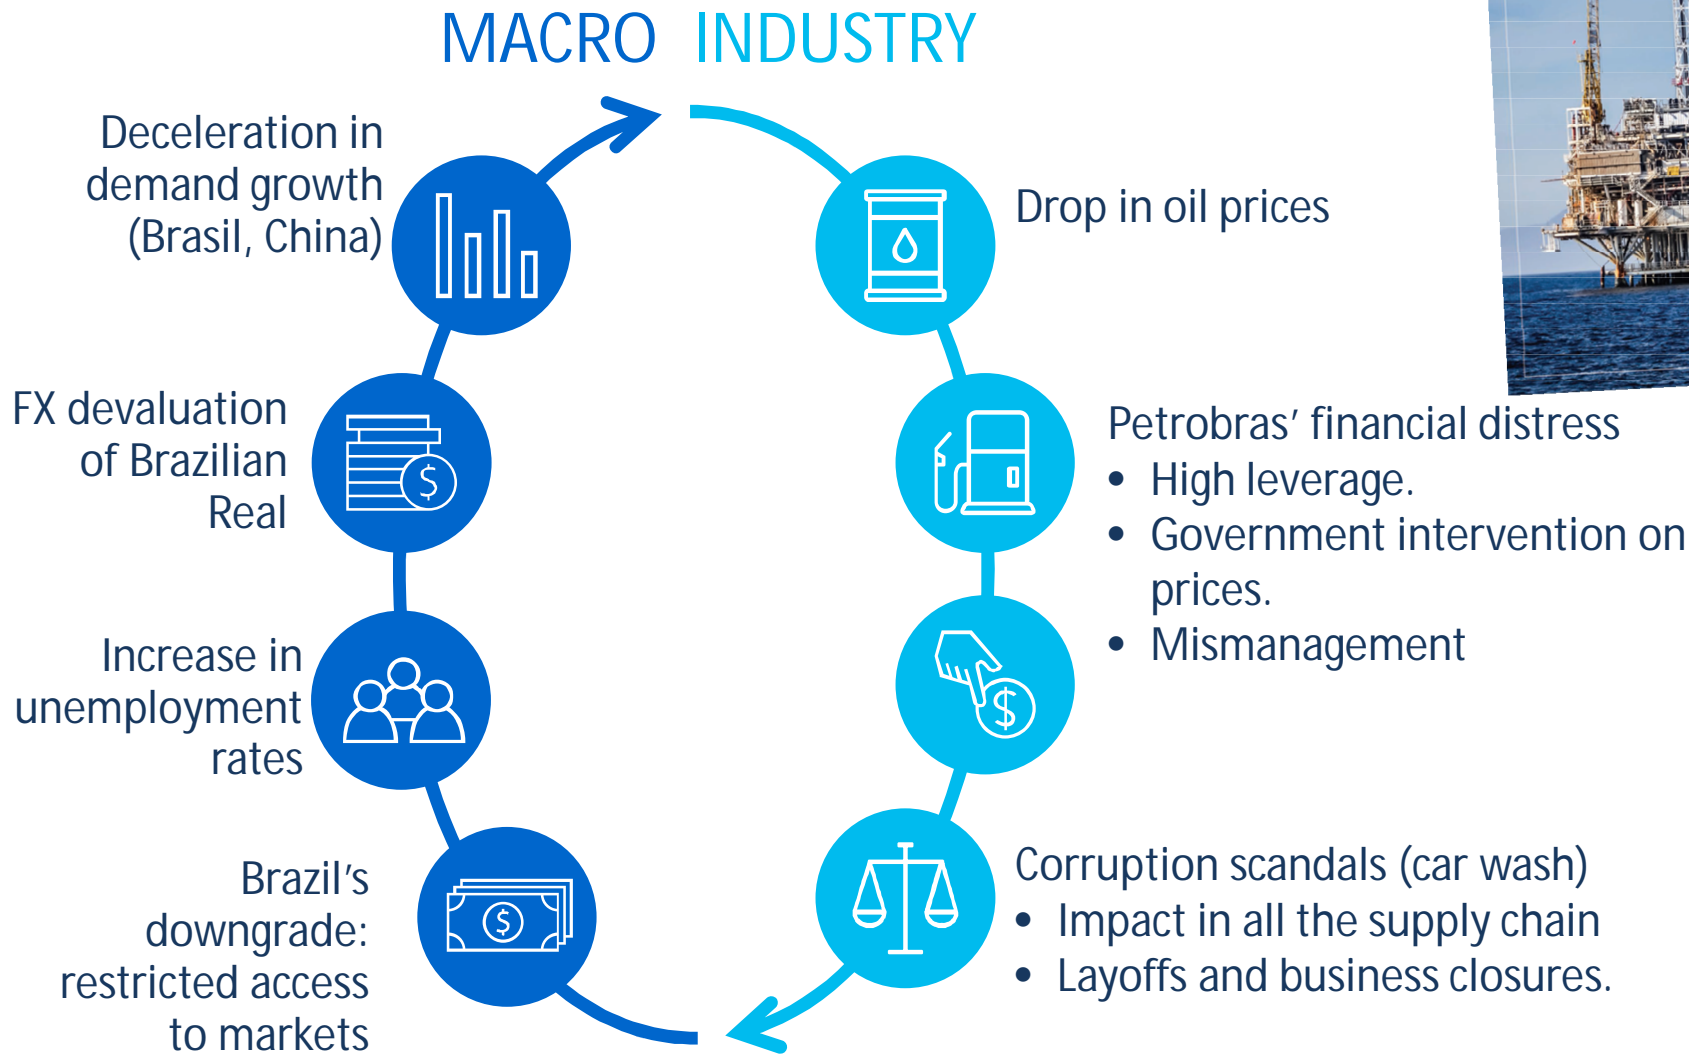 MACRO INDUSTRY
Deceleration in
demand growth
(Brasil, China)
FX devaluation
of Brazilian
Real
Increase in
unemployment
rates
Brazil’s
downgrade:
restricted access
to markets
Drop in oil prices
Petrobras’ financial distress
• High leverage.
• Government intervention on
prices.
• Mismanagement
Corruption scandals (car wash)
• Impact in all the supply chain
• Layoffs and business closures.
$
$
$